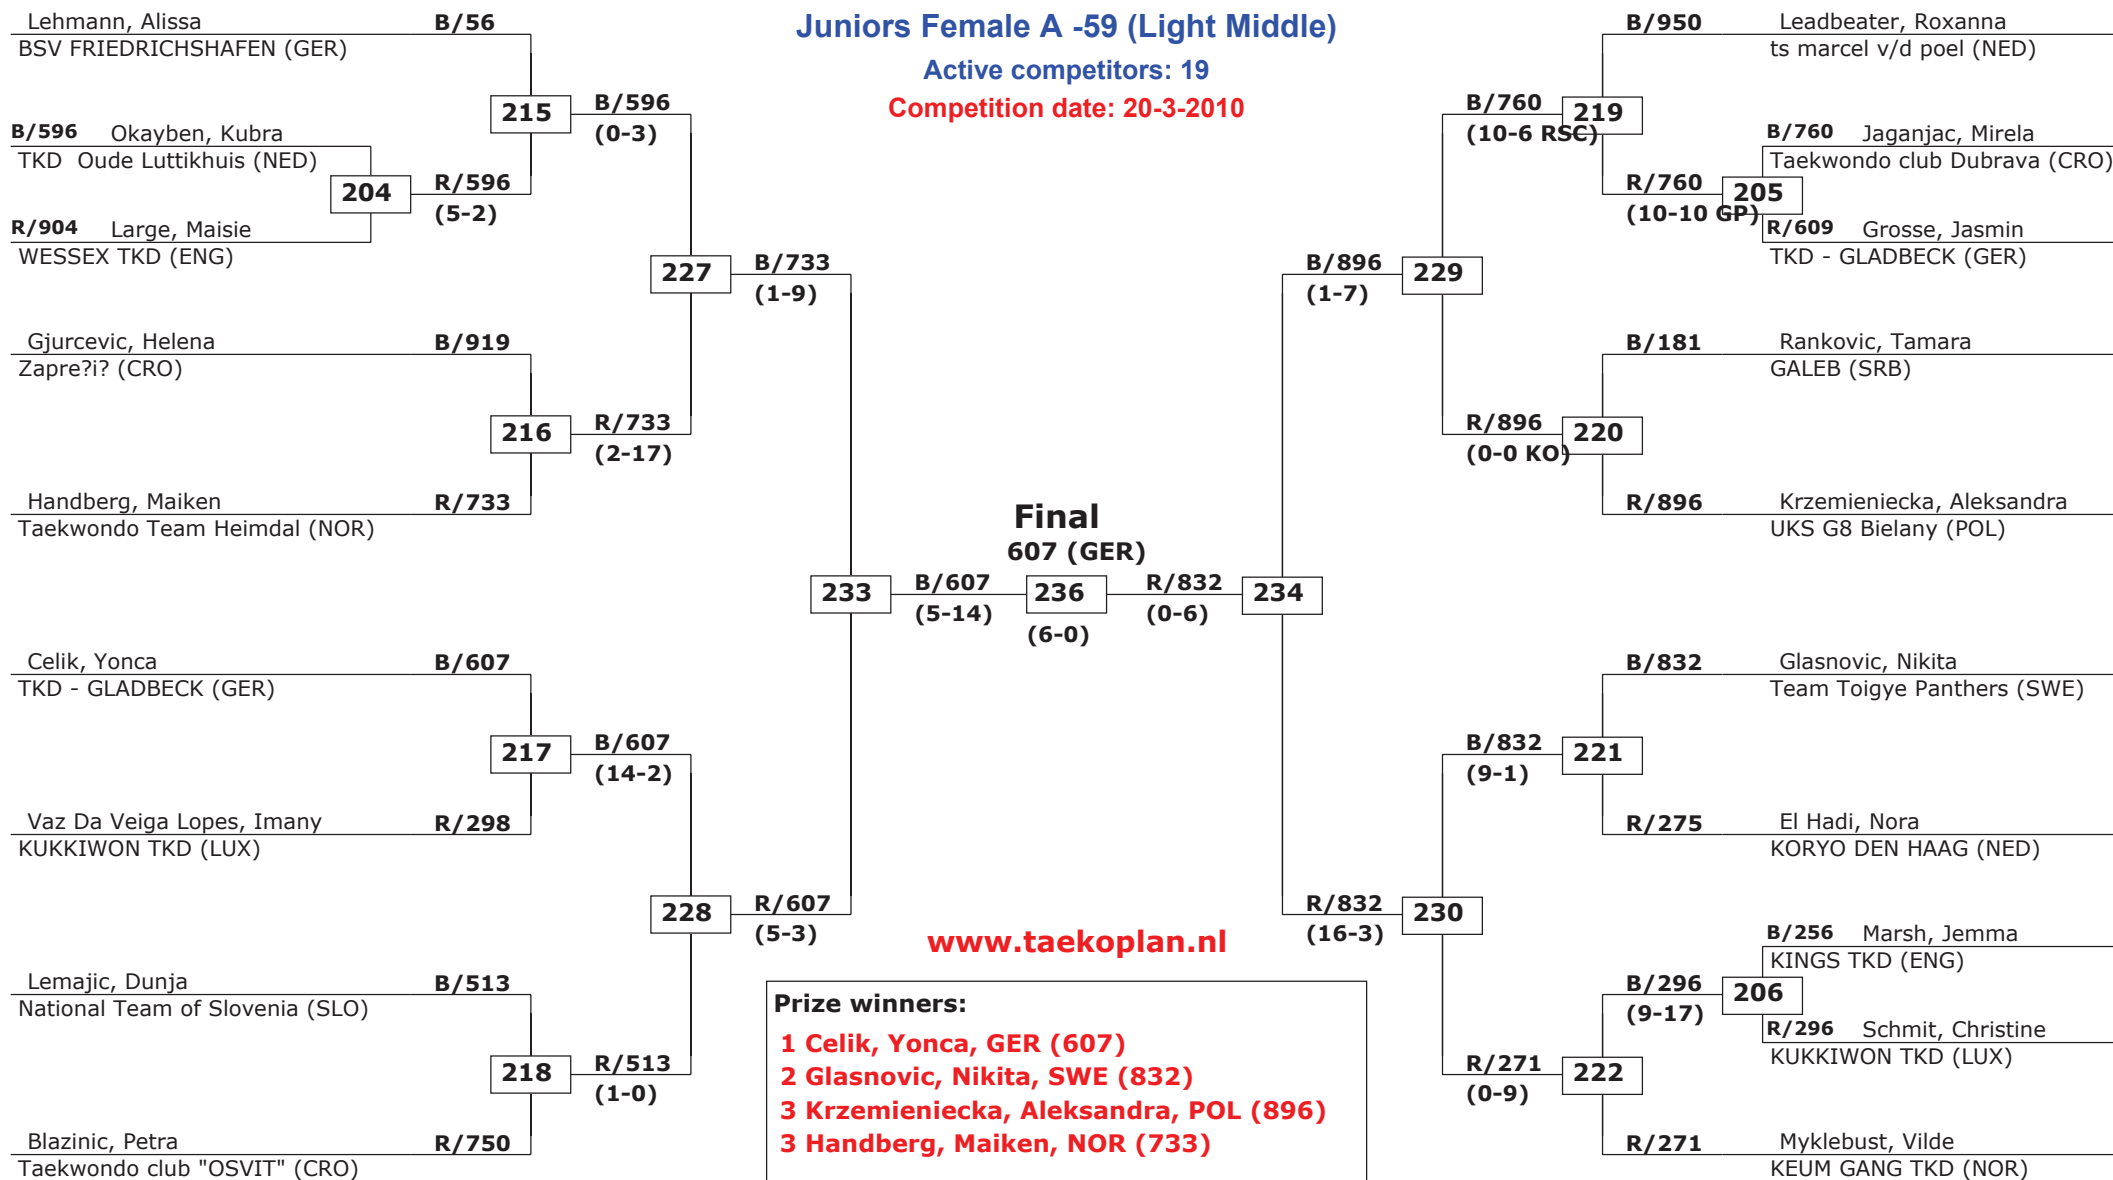 Juniors Female A -59 (Light Middle)
Active competitors: 19
Competition date: 20-3-2010
Lehmann, Alissa B/56
BSV FRIEDRICHSHAFEN (GER)
215
B/596
(0-3)
B/596 Okayben, Kubra
TKD Oude Luttikhuis (NED)
204
R/596
(5-2)
R/904 Large, Maisie
WESSEX TKD (ENG)
227
B/733
(1-9)
Gjurcevic, Helena B/919
Zapre?i? (CRO)
216
R/733
(2-17)
Handberg, Maiken R/733
Taekwondo Team Heimdal (NOR)
233
B/607
(5-14)
Celik, Yonca B/607
TKD - GLADBECK (GER)
217
B/607
(14-2)
Vaz Da Veiga Lopes, Imany R/298
KUKKIWON TKD (LUX)
228
R/607
(5-3)
Lemajic, Dunja B/513
National Team of Slovenia (SLO)
218
R/513
(1-0)
Blazinic, Petra R/750
Taekwondo club "OSVIT" (CRO)
Final
607 (GER)
236
(6-0)
R/832
(0-6)
234
B/950 Leadbeater, Roxanna
ts marcel v/d poel (NED)
B/760
(10-6 RSC)
219
B/760 Jaganjac, Mirela
Taekwondo club Dubrava (CRO)
R/760
(10-10 GP)
205
R/609 Grosse, Jasmin
TKD - GLADBECK (GER)
B/896
(1-7)
229
B/181 Rankovic, Tamara
GALEB (SRB)
R/896
(0-0 KO)
220
R/896 Krzemieniecka, Aleksandra
UKS G8 Bielany (POL)
B/832 Glasnovic, Nikita
Team Toigye Panthers (SWE)
B/832
(9-1)
221
R/275 El Hadi, Nora
KORYO DEN HAAG (NED)
R/832
(16-3)
230
B/256 Marsh, Jemma
KINGS TKD (ENG)
B/296
(9-17)
206
R/296 Schmit, Christine
KUKKIWON TKD (LUX)
R/271
(0-9)
222
R/271 Myklebust, Vilde
KEUM GANG TKD (NOR)
www.taekoplan.nl
Prize winners:
1 Celik, Yonca, GER (607)
2 Glasnovic, Nikita, SWE (832)
3 Krzemieniecka, Aleksandra, POL (896)
3 Handberg, Maiken, NOR (733)